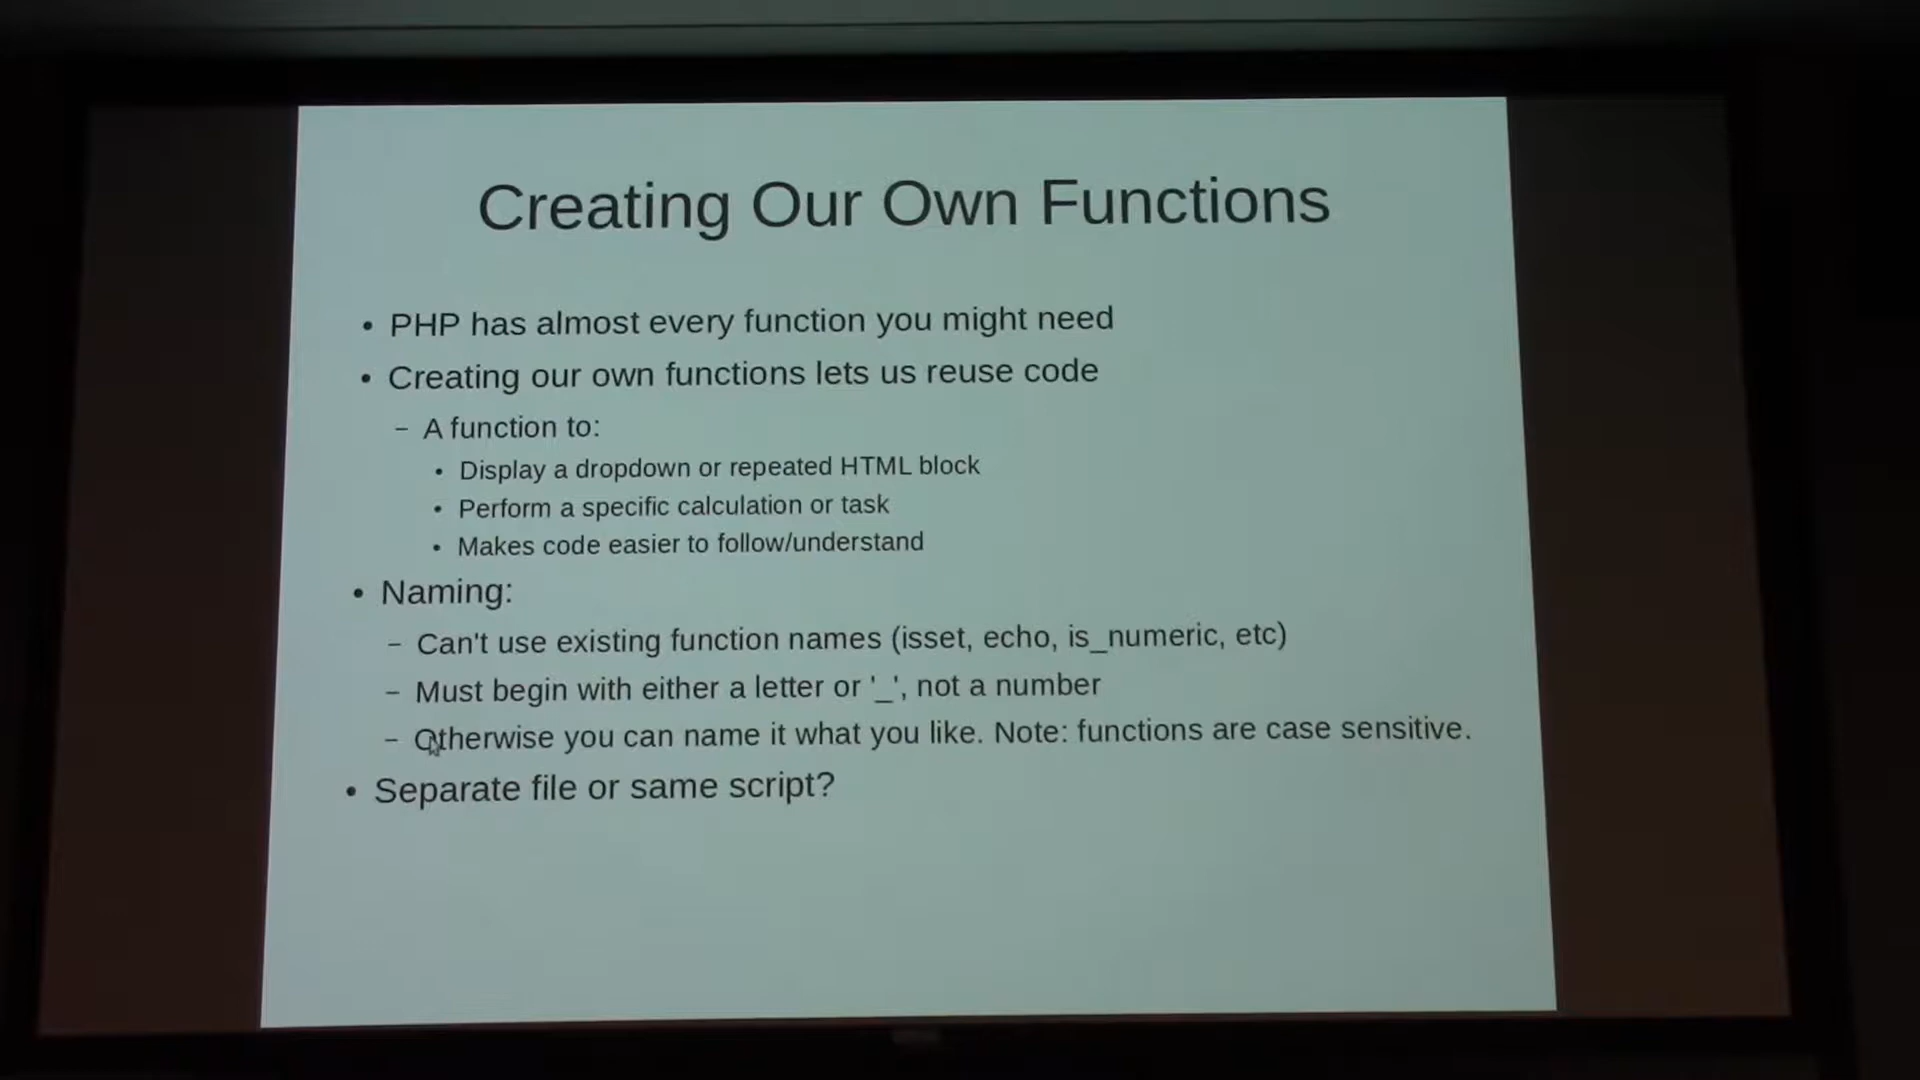 Creating Our Own Functions
• PHP has almost every function you might need
• Creating our own functions lets us reuse code
– A function to:
• Display a dropdown or repeated HTML block
• Perform a specific calculation or task
• Makes code easier to follow/understand
• Naming:
– Can't use existing function names (isset, echo, is_numeric, etc)
– Must begin with either a letter or '_', not a number
– Otherwise you can name it what you like. Note: functions are case sensitive.
• Separate file or same script?